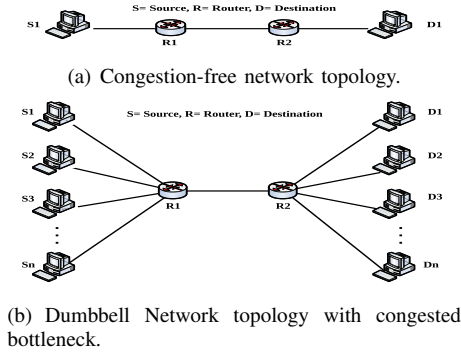 S= Source, R= Router, D= Destination
S1
D1
R1
R2
(a) Congestion-free network topology.
S1
D1
S= Source, R= Router, D= Destination
S2
D2
S3
D3
R1
R2
Sn
Dn
(b) Dumbbell Network topology with congested
bottleneck.